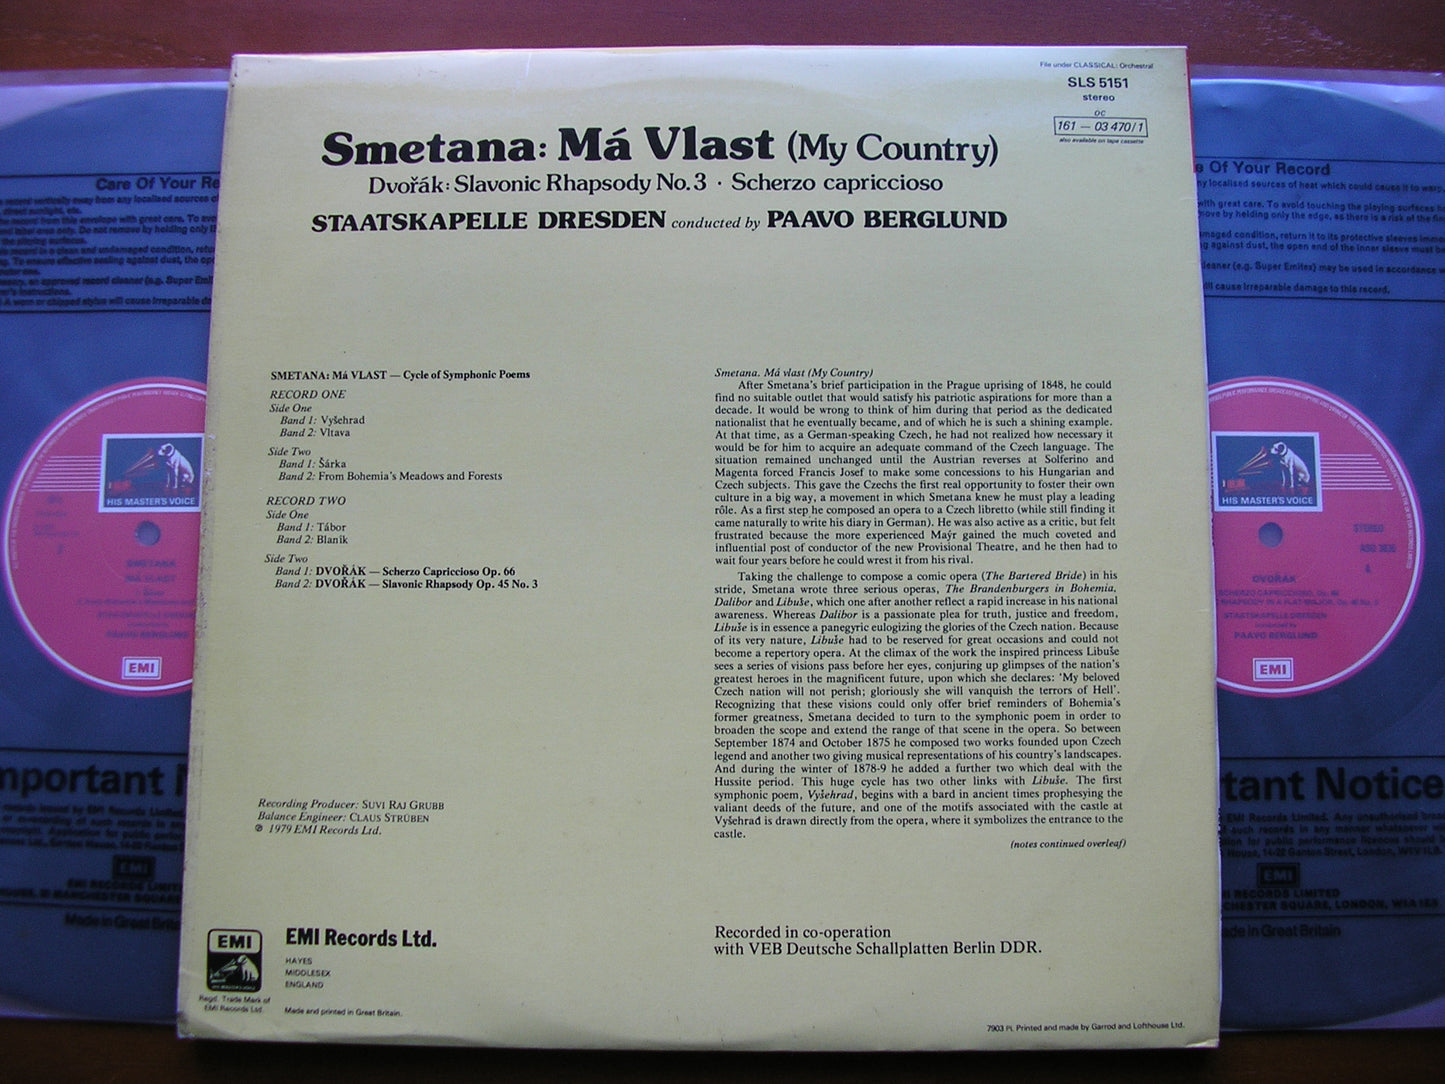 File under CLASSICAL: Orchestral
SLS 5151
stereo
OC
161 — 03 470/1
also available on tape cassette
Smetana: Má Vlast (My Country)
Dvořák: Slavonic Rhapsody No. 3 · Scherzo capriccioso
STAATSKAPELLE DRESDEN conducted by PAAVO BERGLUND
SMETANA: Má VLAST — Cycle of Symphonic Poems
RECORD ONE
Side One
Band 1: Vyšehrad
Band 2: Vltava
Side Two
Band 1: Šárka
Band 2: From Bohemia's Meadows and Forests
RECORD TWO
Side One
Band 1: Tábor
Band 2: Blaník
Side Two
Band 1: DVOŘÁK — Scherzo Capriccioso Op. 66
Band 2: DVOŘÁK — Slavonic Rhapsody Op. 45 No. 3
Recording Producer: SUVI RAJ GRUBB
Balance Engineer: CLAUS STRÜBEN
℗ 1979 EMI Records Ltd.
Smetana. Má vlast (My Country)
After Smetana's brief participation in the Prague uprising of 1848, he could
find no suitable outlet that would satisfy his patriotic aspirations for more than a
decade. It would be wrong to think of him during that period as the dedicated
nationalist that he eventually became, and of which he is such a shining example.
At that time, as a German-speaking Czech, he had not realized how necessary it
would be for him to acquire an adequate command of the Czech language. The
situation remained unchanged until the Austrian reverses at Solferino and
Magenta forced Francis Josef to make some concessions to his Hungarian and
Czech subjects. This gave the Czechs the first real opportunity to foster their own
culture in a big way, a movement in which Smetana knew he must play a leading
rôle. As a first step he composed an opera to a Czech libretto (while still finding it
came naturally to write his diary in German). He was also active as a critic, but felt
frustrated because the more experienced Mayr gained the much coveted and
influential post of conductor of the new Provisional Theatre, and he then had to
wait four years before he could wrest it from his rival.
Taking the challenge to compose a comic opera (The Bartered Bride) in his
stride, Smetana wrote three serious operas, The Brandenburgers in Bohemia,
Dalibor and Libuše, which one after another reflect a rapid increase in his national
awareness. Whereas Dalibor is a passionate plea for truth, justice and freedom,
Libuše is in essence a panegyric eulogizing the glories of the Czech nation. Because
of its very nature, Libuše had to be reserved for great occasions and could not
become a repertory opera. At the climax of the work the inspired princess Libuše
sees a series of visions pass before her eyes, conjuring up glimpses of the nation's
greatest heroes in the magnificent future, upon which she declares: 'My beloved
Czech nation will not perish; gloriously she will vanquish the terrors of Hell'.
Recognizing that these visions could only offer brief reminders of Bohemia's
former greatness, Smetana decided to turn to the symphonic poem in order to
broaden the scope and extend the range of that scene in the opera. So between
September 1874 and October 1875 he composed two works founded upon Czech
legend and another two giving musical representations of his country's landscapes.
And during the winter of 1878-9 he added a further two which deal with the
Hussite period. This huge cycle has two other links with Libuše. The first
symphonic poem, Vyšehrad, begins with a bard in ancient times prophesying the
valiant deeds of the future, and one of the motifs associated with the castle at
Vyšehrad is drawn directly from the opera, where it symbolizes the entrance to the
castle.
(notes continued overleaf)
Recorded in co-operation
with VEB Deutsche Schallplatten Berlin DDR.
EMI
EMI Records Ltd.
HAYES
MIDDLESEX
ENGLAND
Regd. Trade Mark of
EMI Records Ltd.
Made and printed in Great Britain.
7903 PL Printed and made by Garrod and Lofthouse Ltd.
Care Of Your Re
HIS MASTER'S VOICE
SMETANA
MÁ VLAST
PAAVO BERGLUND
EMI
mportant
EMI
Made in Great Brita
Of Your Record
HIS MASTER'S VOICE
STEREO
DVOŘÁK
STAATSKAPELLE DRESDEN
conducted by
PAAVO BERGLUND
EMI
tant Notice
EMI
EMI RECORDS LIMITED
CHESTER SQUARE, LONDON, W1A 1ES
ade in Great Britain